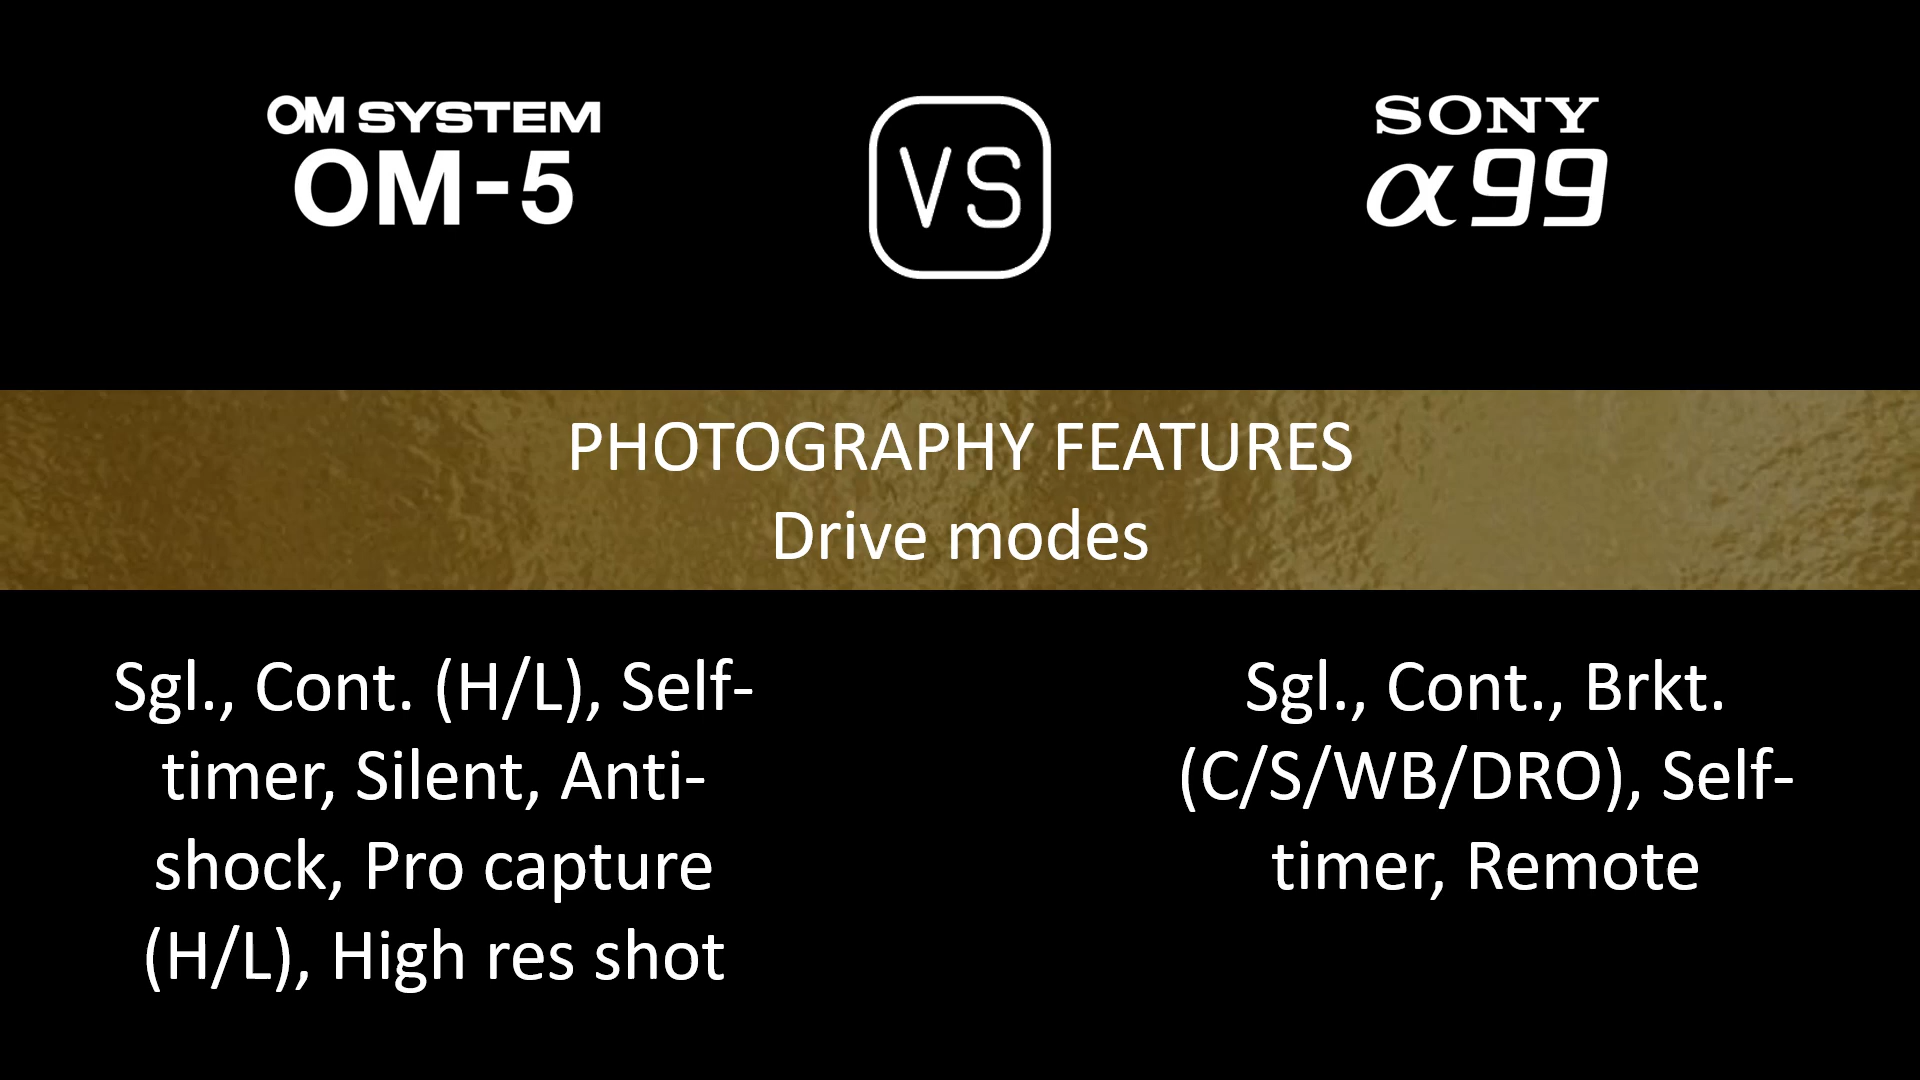 OM SYSTEM
OM-5
VS
SONY
α99
PHOTOGRAPHY FEATURES
Drive modes
Sgl., Cont. (H/L), Self-
timer, Silent, Anti-
shock, Pro capture
(H/L), High res shot
Sgl., Cont., Brkt.
(C/S/WB/DRO), Self-
timer, Remote